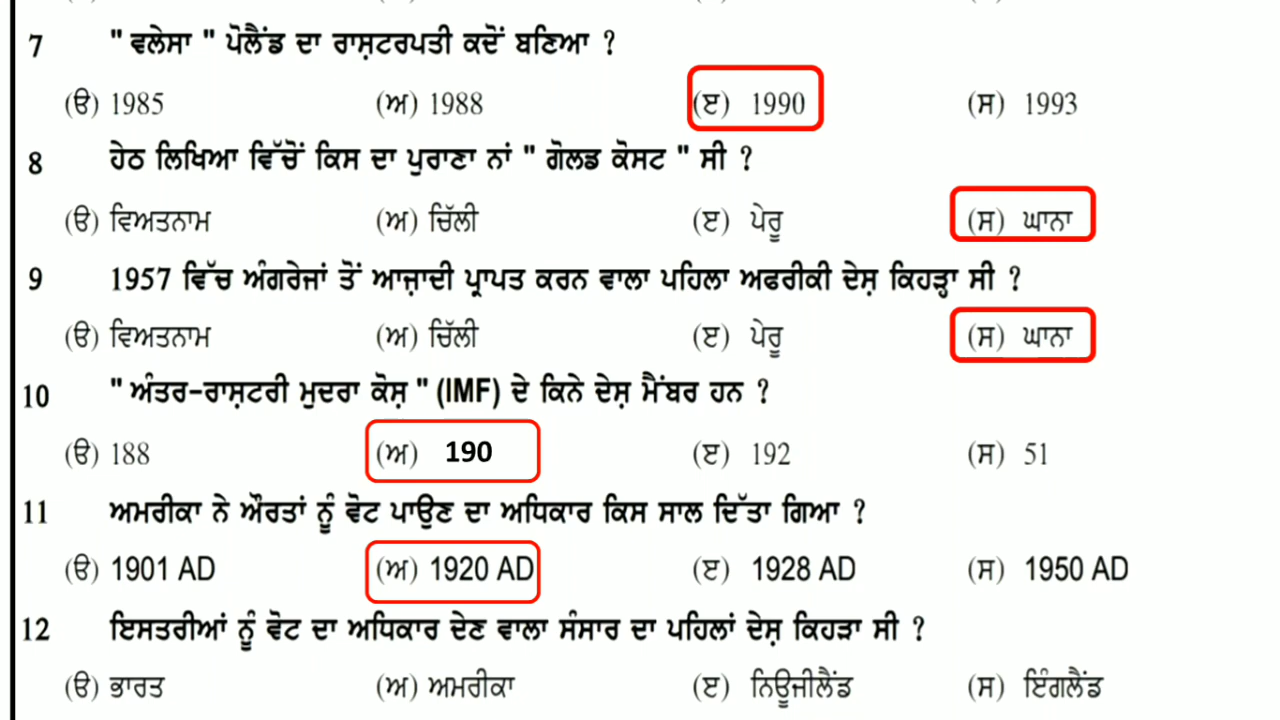 7 " ਵਲੇਸਾ " ਪੋਲੈਂਡ ਦਾ ਰਾਸ਼ਟਰਪਤੀ ਕਦੋਂ ਬਣਿਆ ?
(ੳ) 1985 (ਅ) 1988 (ੲ) 1990 (ਸ) 1993
8 ਹੇਠ ਲਿਖਿਆ ਵਿੱਚੋਂ ਕਿਸ ਦਾ ਪੁਰਾਣਾ ਨਾਂ " ਗੋਲਡ ਕੋਸਟ " ਸੀ ?
(ੳ) ਵਿਅਤਨਾਮ (ਅ) ਚਿੱਲੀ (ੲ) ਪੇਰੂ (ਸ) ਘਾਨਾ
9 1957 ਵਿੱਚ ਅੰਗਰੇਜਾਂ ਤੋਂ ਆਜ਼ਾਦੀ ਪ੍ਰਾਪਤ ਕਰਨ ਵਾਲਾ ਪਹਿਲਾ ਅਫਰੀਕੀ ਦੇਸ਼ ਕਿਹੜ੍ਹਾ ਸੀ ?
(ੳ) ਵਿਅਤਨਾਮ (ਅ) ਚਿੱਲੀ (ੲ) ਪੇਰੂ (ਸ) ਘਾਨਾ
10 " ਅੰਤਰ-ਰਾਸ਼ਟਰੀ ਮੁਦਰਾ ਕੋਸ਼ " (IMF) ਦੇ ਕਿਨੇ ਦੇਸ਼ ਮੈਂਬਰ ਹਨ ?
(ੳ) 188 (ਅ) 190 (ੲ) 192 (ਸ) 51
11 ਅਮਰੀਕਾ ਨੇ ਔਰਤਾਂ ਨੂੰ ਵੋਟ ਪਾਉਣ ਦਾ ਅਧਿਕਾਰ ਕਿਸ ਸਾਲ ਦਿੱਤਾ ਗਿਆ ?
(ੳ) 1901 AD (ਅ) 1920 AD (ੲ) 1928 AD (ਸ) 1950 AD
12 ਇਸਤਰੀਆਂ ਨੂੰ ਵੋਟ ਦਾ ਅਧਿਕਾਰ ਦੇਣ ਵਾਲਾ ਸੰਸਾਰ ਦਾ ਪਹਿਲਾਂ ਦੇਸ਼ ਕਿਹੜਾ ਸੀ ?
(ੳ) ਭਾਰਤ (ਅ) ਅਮਰੀਕਾ (ੲ) ਨਿਊਜੀਲੈਂਡ (ਸ) ਇੰਗਲੈਂਡ